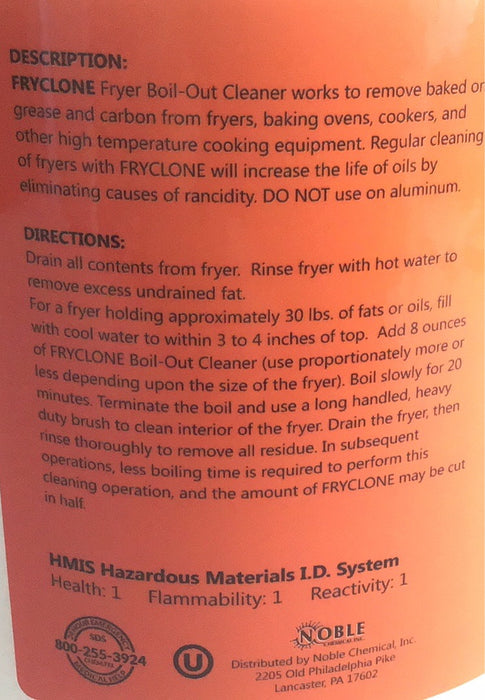 DESCRIPTION:
FRYCLONE Fryer Boil-Out Cleaner works to remove baked on
grease and carbon from fryers, baking ovens, cookers, and
other high temperature cooking equipment. Regular cleaning
of fryers with FRYCLONE will increase the life of oils by
eliminating causes of rancidity. DO NOT use on aluminum.
DIRECTIONS:
Drain all contents from fryer. Rinse fryer with hot water to
remove excess undrained fat.
For a fryer holding approximately 30 lbs. of fats or oils, fill
with cool water to within 3 to 4 inches of top. Add 8 ounces
of FRYCLONE Boil-Out Cleaner (use proportionately more or
less depending upon the size of the fryer). Boil slowly for 20
minutes. Terminate the boil and use a long handled, heavy
duty brush to clean interior of the fryer. Drain the fryer, then
rinse thoroughly to remove all residue. In subsequent
operations, less boiling time is required to perform this
cleaning operation, and the amount of FRYCLONE may be cut
in half.
HMIS Hazardous Materials I.D. System
Health: 1 Flammability: 1 Reactivity: 1
24 HOUR EMERGENCY
SDS
800-255-3924
CHEMTEL
MEDICAL HELP
U
NOBLE
CHEMICAL INC.
Distributed by Noble Chemical, Inc.
2205 Old Philadelphia Pike
Lancaster, PA 17602